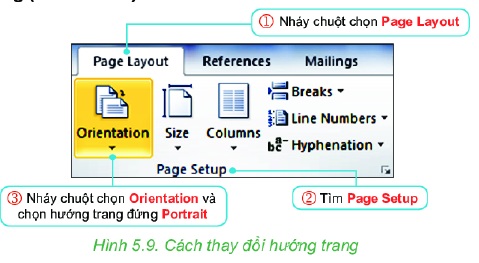 ① Nháy chuột chọn Page Layout
Page Layout References Mailings
Orientation Size Columns
Breaks
Line Numbers
Hyphenation
Page Setup
③ Nháy chuột chọn Orientation và
chọn hướng trang đứng Portrait
② Tìm Page Setup
Hình 5.9. Cách thay đổi hướng trang